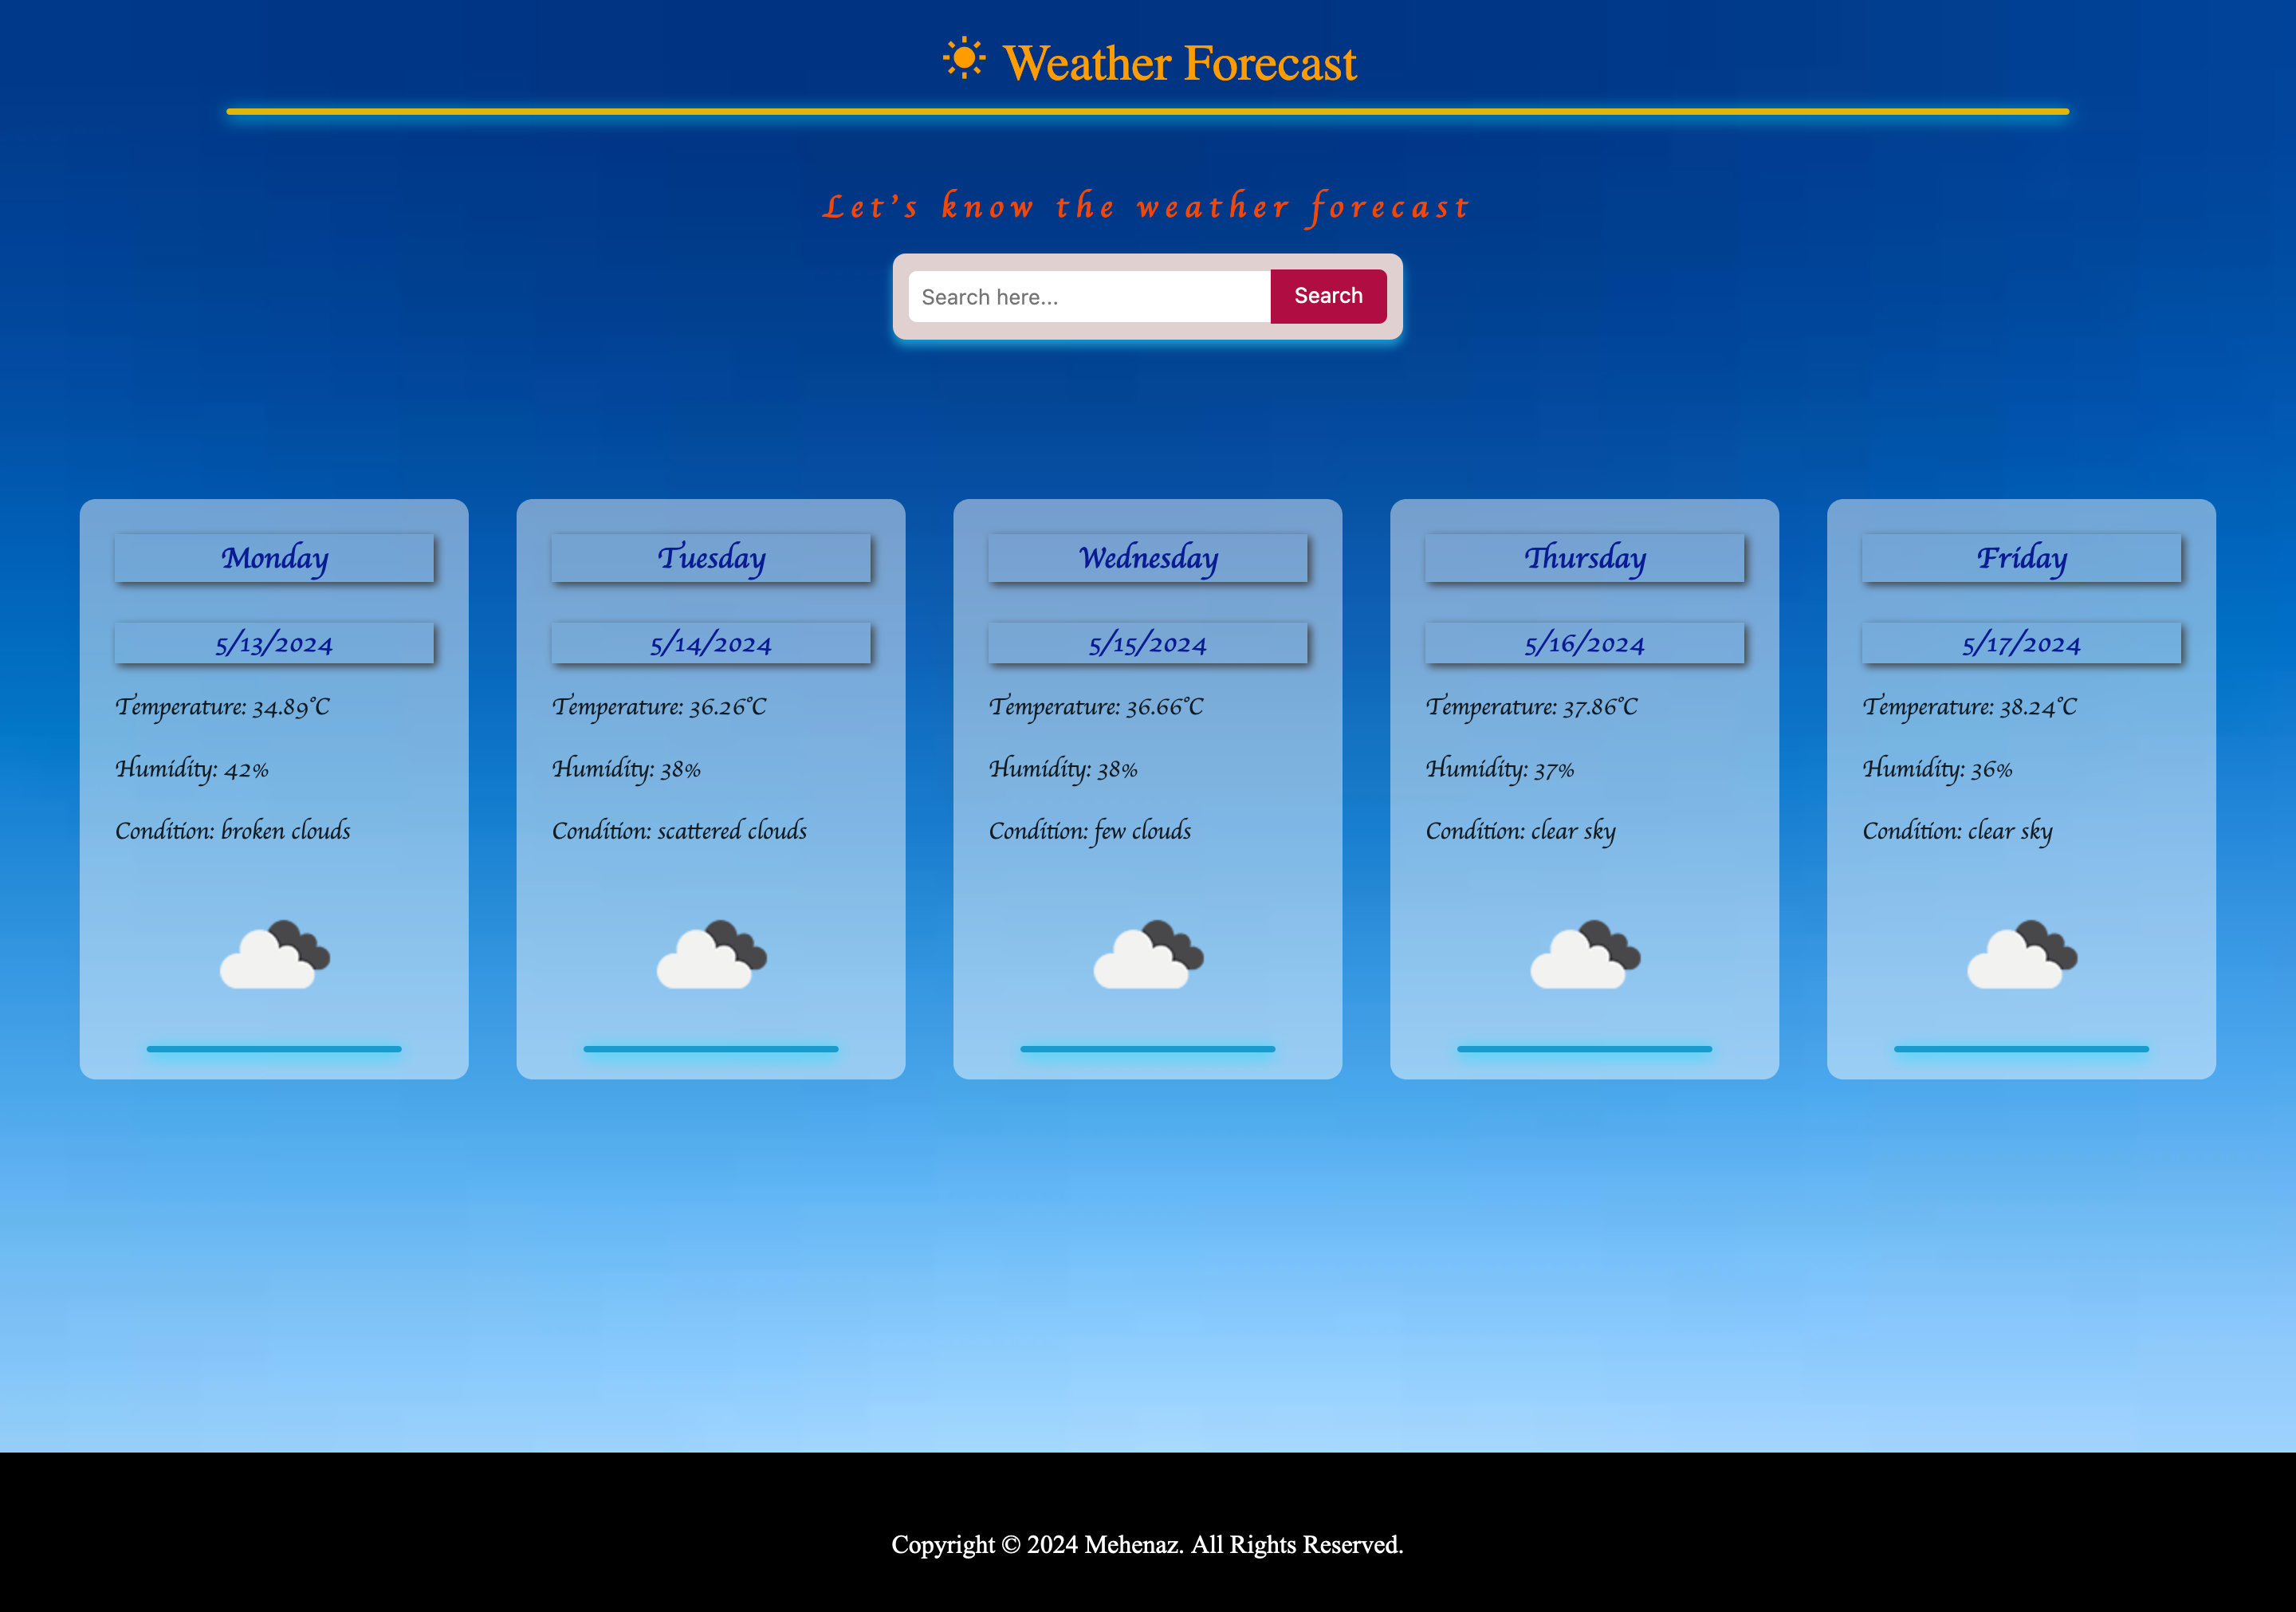 Weather Forecast
Let's know the weather forecast
Search here...
Search
Monday
5/13/2024
Temperature: 34.89°C
Humidity: 42%
Condition: broken clouds
Tuesday
5/14/2024
Temperature: 36.26°C
Humidity: 38%
Condition: scattered clouds
Wednesday
5/15/2024
Temperature: 36.66°C
Humidity: 38%
Condition: few clouds
Thursday
5/16/2024
Temperature: 37.86°C
Humidity: 37%
Condition: clear sky
Friday
5/17/2024
Temperature: 38.24°C
Humidity: 36%
Condition: clear sky
Copyright © 2024 Mehenaz. All Rights Reserved.